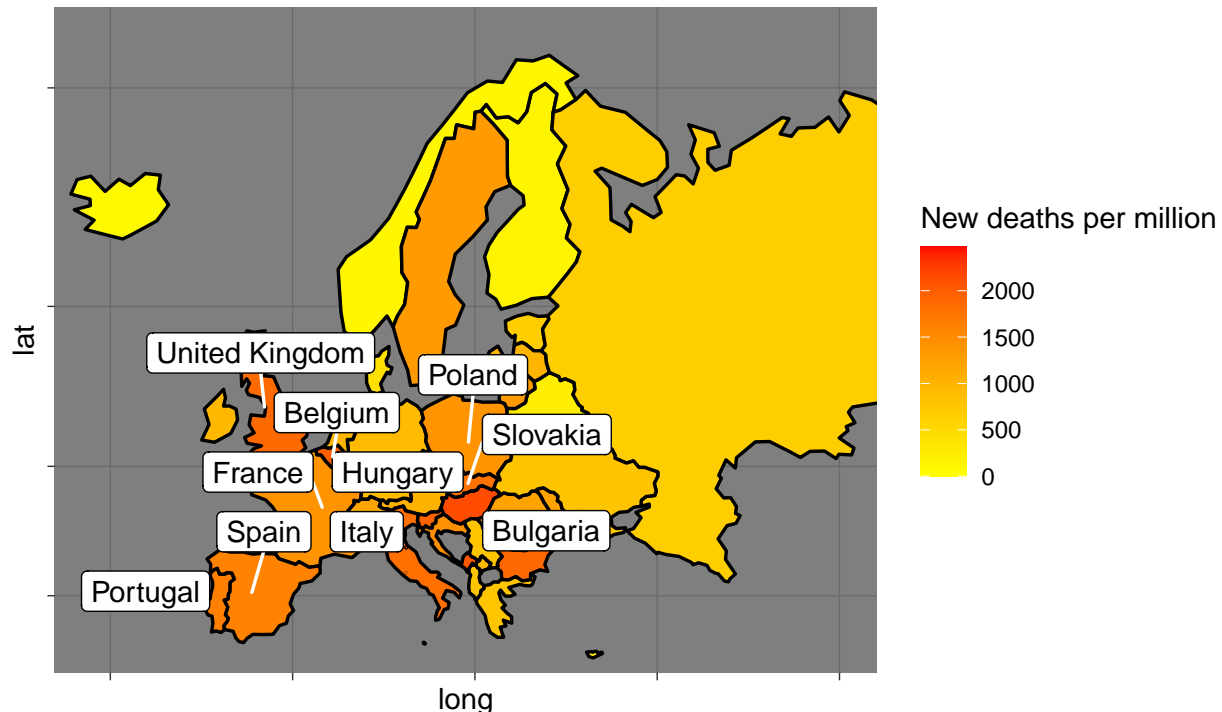 New deaths per million
2000
1500
1000
500
0
lat
United Kingdom
Poland
Belgium
Slovakia
France
Hungary
Spain
Italy
Bulgaria
Portugal
long